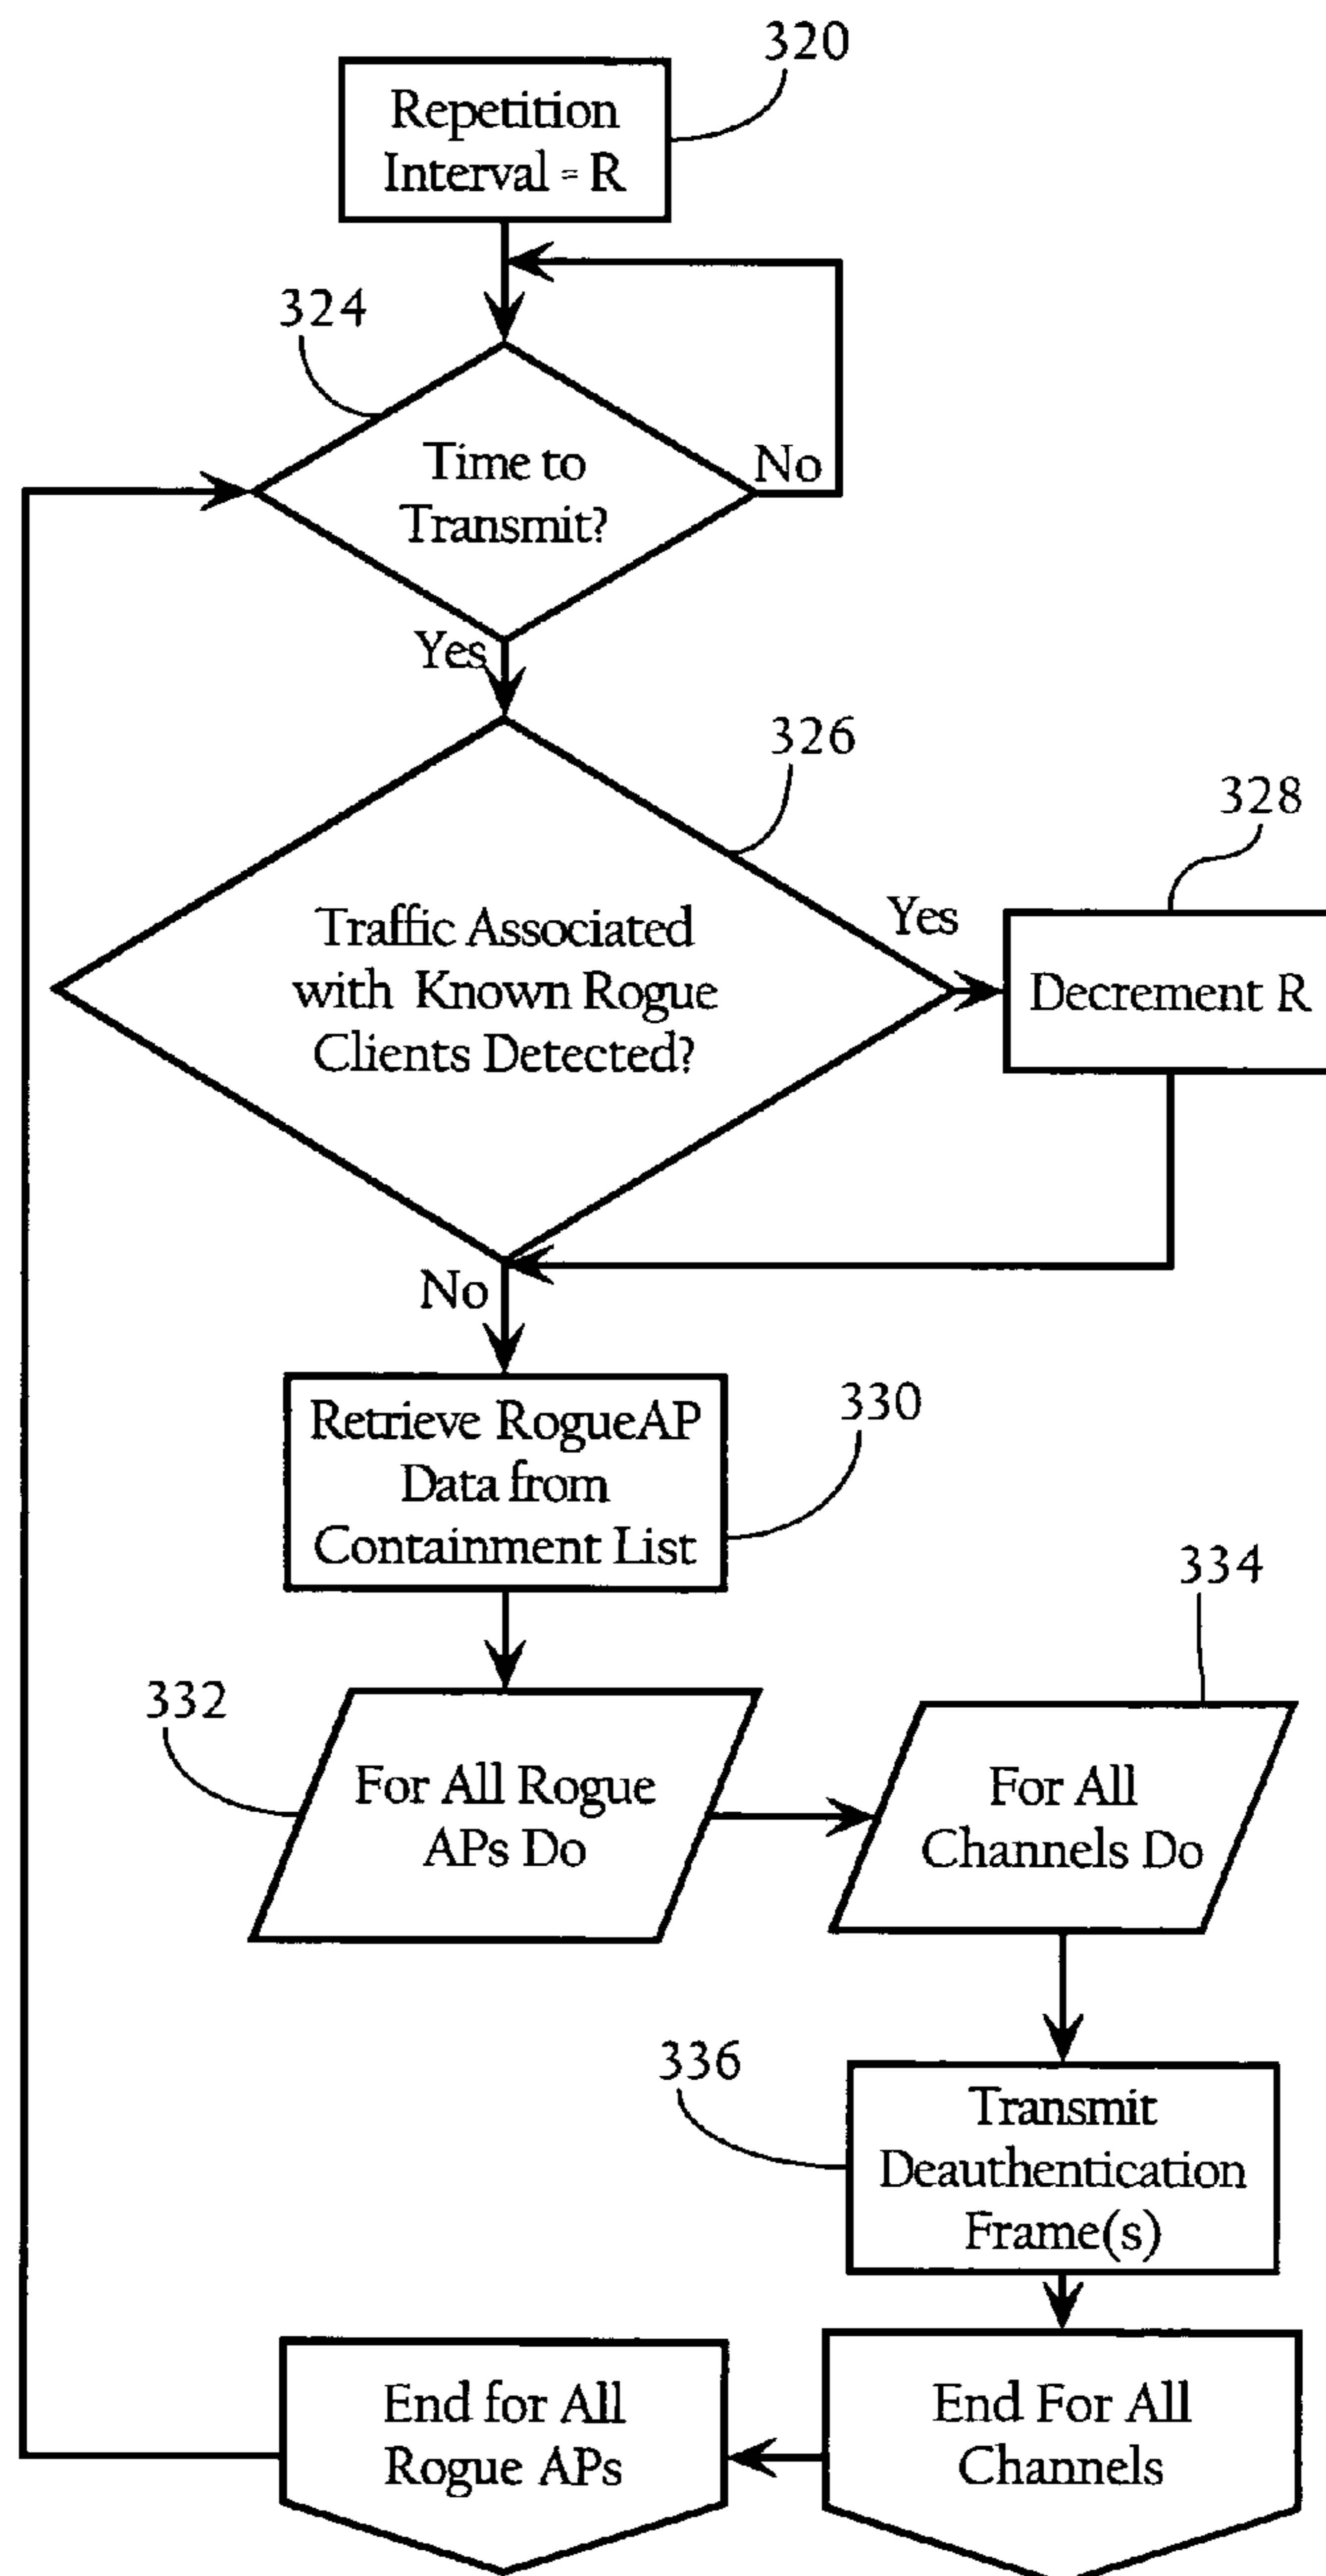 320
Repetition
Interval = R
324
Time to
Transmit?
No
Yes
326
328
Traffic Associated
with Known Rogue
Clients Detected?
Yes
Decrement R
No
Retrieve RogueAP
Data from
Containment List
330
334
332
For All Rogue
APs Do
For All
Channels Do
336
Transmit
Deauthentication
Frame(s)
End for All
Rogue APs
End For All
Channels